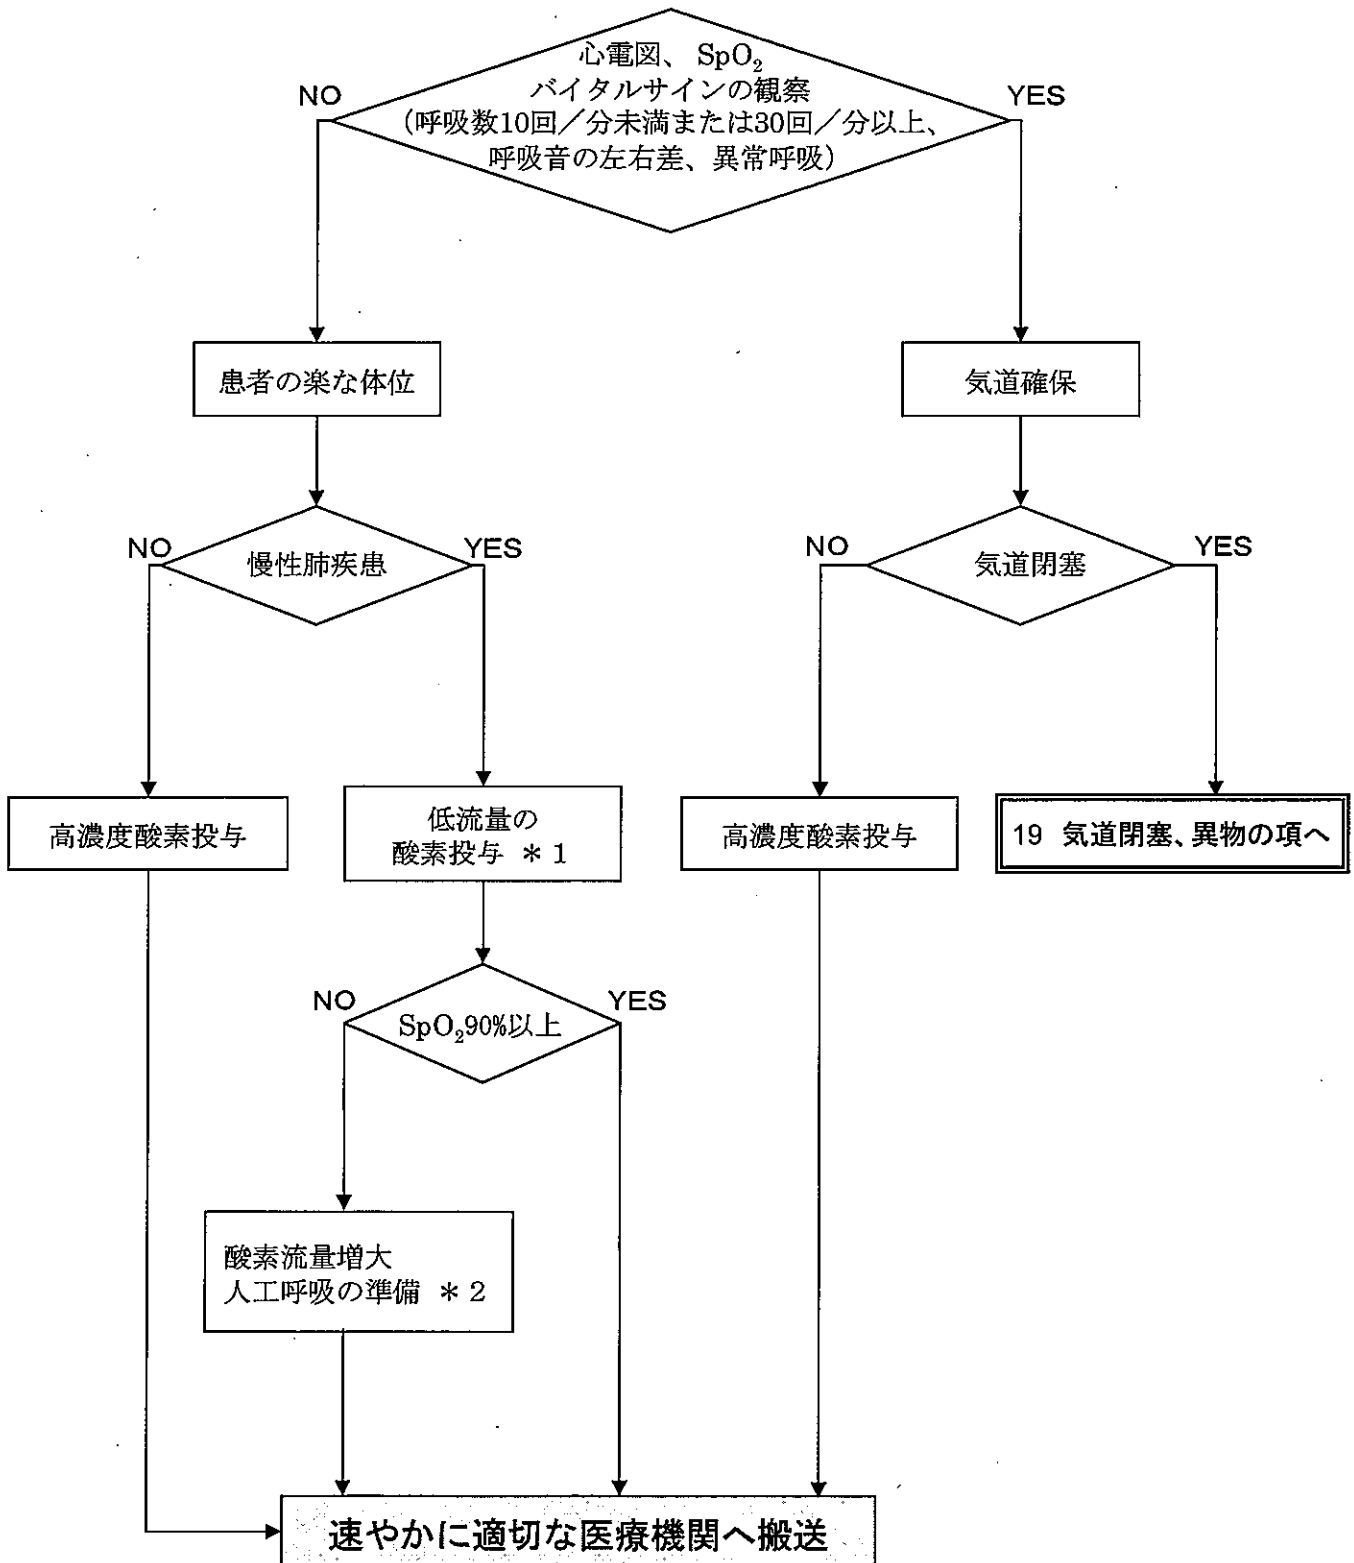 心電図、SpO₂
バイタルサインの観察
(呼吸数10回／分未満または30回／分以上、
呼吸音の左右差、異常呼吸)
NO
YES
患者の楽な体位
気道確保
NO
慢性肺疾患
YES
NO
気道閉塞
YES
高濃度酸素投与
低流量の
酸素投与 ＊1
高濃度酸素投与
19 気道閉塞、異物の項へ
NO
SpO₂90%以上
YES
酸素流量増大
人工呼吸の準備 ＊2
速やかに適切な医療機関へ搬送